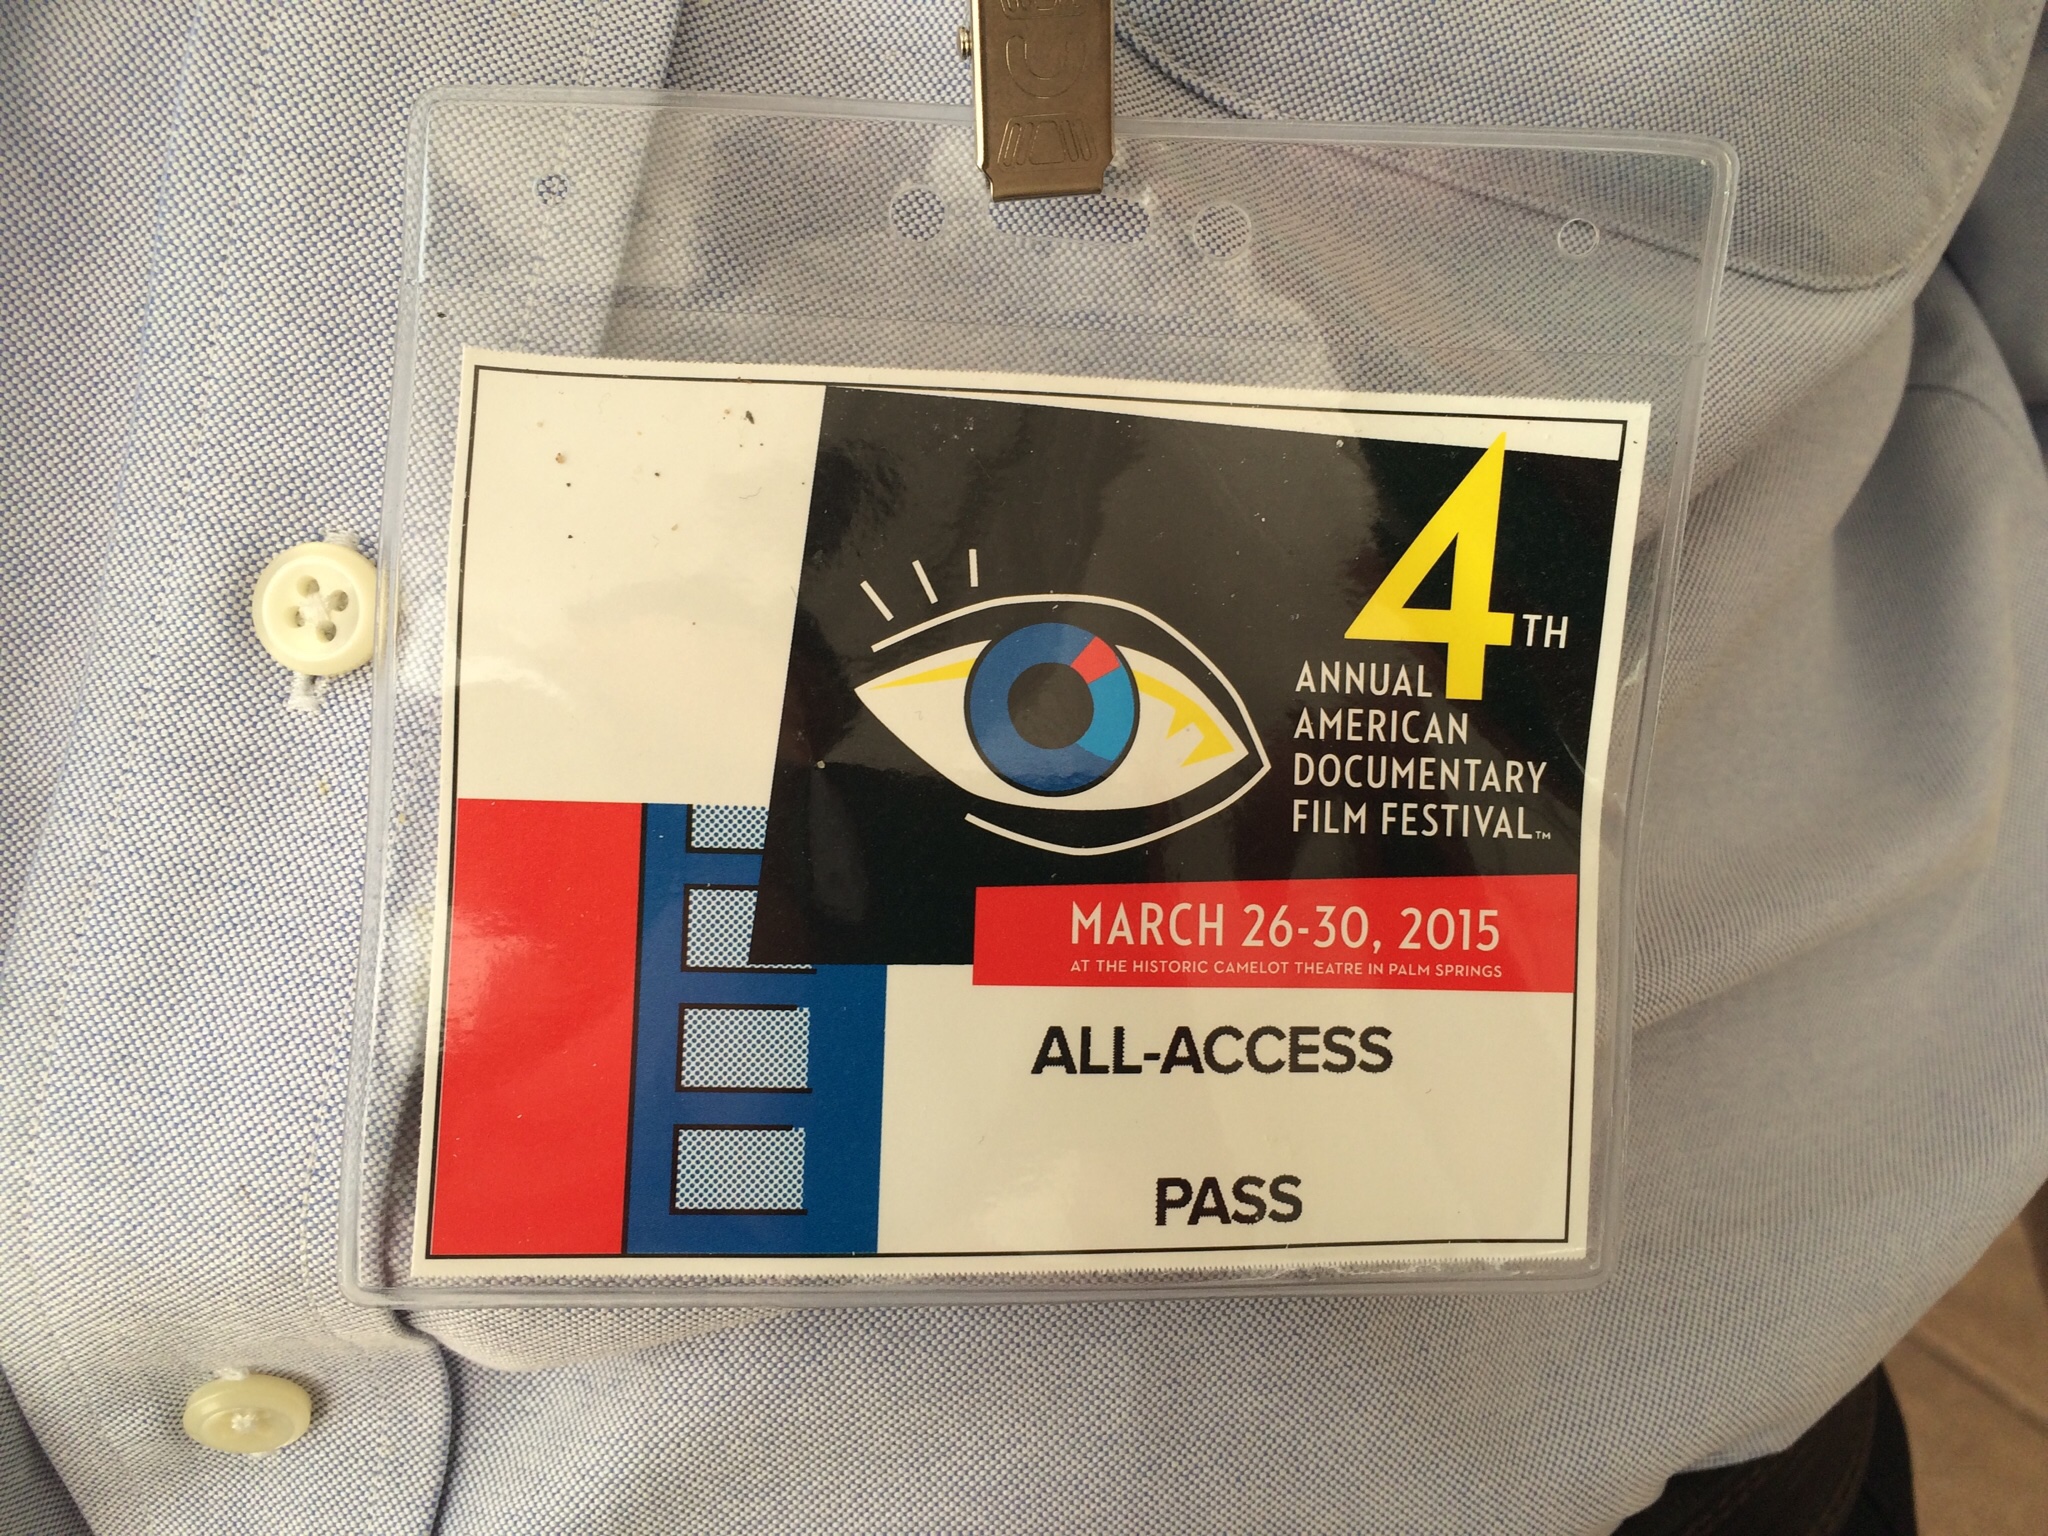 4TH
ANNUAL
AMERICAN
DOCUMENTARY
FILM FESTIVAL™
MARCH 26-30, 2015
AT THE HISTORIC CAMELOT THEATRE IN PALM SPRINGS
ALL-ACCESS
PASS